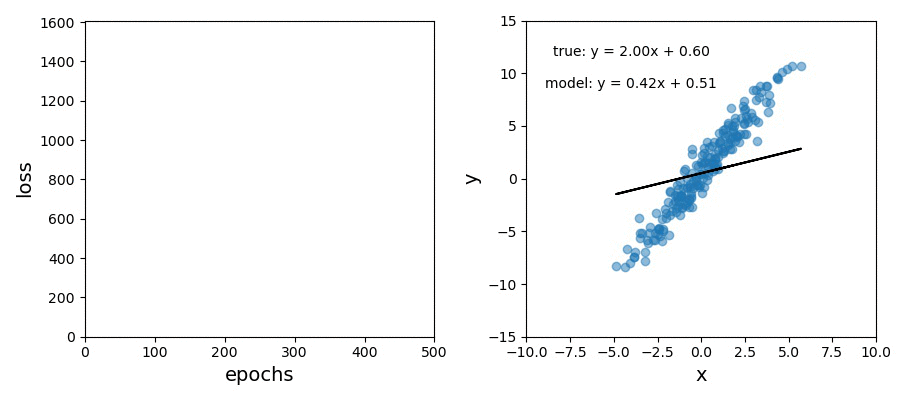 1600
1400
1200
1000
800
600
400
200
0
loss
0 100 200 300 400 500
epochs
true: y = 2.00x + 0.60
model: y = 0.42x + 0.51
15
10
5
0
−5
−10
−15
y
−10.0 −7.5 −5.0 −2.5 0.0 2.5 5.0 7.5 10.0
x